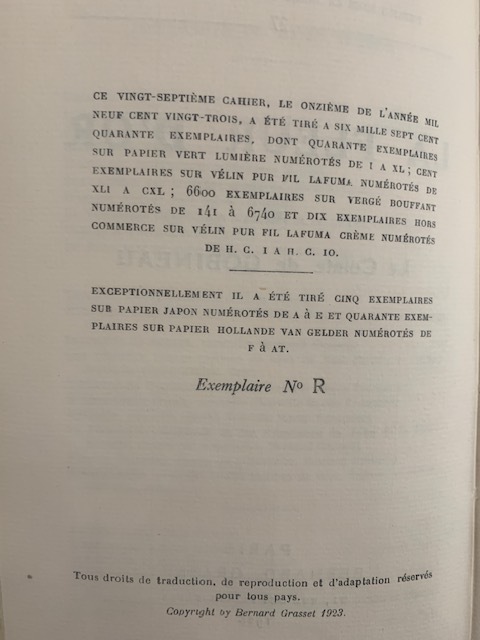 CE VINGT-SEPTIÈME CAHIER, LE ONZIÈME DE L'ANNÉE MIL
NEUF CENT VINGT-TROIS, A ÉTÉ TIRÉ A SIX MILLE SEPT CENT
QUARANTE EXEMPLAIRES, DONT QUARANTE EXEMPLAIRES
SUR PAPIER VERT LUMIÈRE NUMÉROTÉS DE I A XL; CENT
EXEMPLAIRES SUR VÉLIN PUR FIL LAFUMA NUMÉROTÉS DE
XLI A CXL; 6600 EXEMPLAIRES SUR VERGÉ BOUFFANT
NUMÉROTÉS DE 141 à 6740 ET DIX EXEMPLAIRES HORS
COMMERCE SUR VÉLIN PUR FIL LAFUMA CRÈME NUMÉROTÉS
DE H. C. I A H. C. 10.
EXCEPTIONNELLEMENT IL A ÉTÉ TIRÉ CINQ EXEMPLAIRES
SUR PAPIER JAPON NUMÉROTÉS DE A à E ET QUARANTE EXEM-
PLAIRES SUR PAPIER HOLLANDE VAN GELDER NUMÉROTÉS DE
F à AT.
Exemplaire No R
Tous droits de traduction, de reproduction et d'adaptation réservés
pour tous pays.
Copyright by Bernard Grasset 1923.